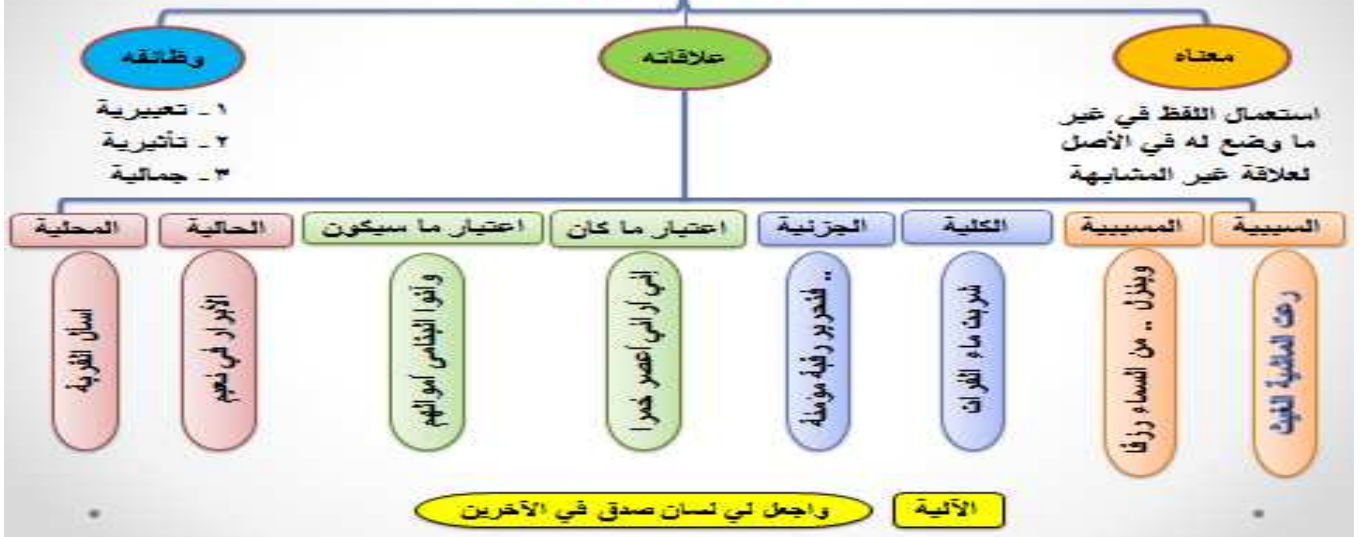 معناه
علاقاته
وظائفه
استعمال اللفظ في غير
ما وضع له في الأصل
لعلاقة غير المشابهة
١ - تعبيرية
٢ - تأثيرية
٣ - جمالية
السببية
المسببية
الكلية
الجزئية
اعتبار ما كان
اعتبار ما سيكون
الحالية
المحلية
رعت الماشية الغيث
وينزل .. من السماء رزقا
شربت ماء الفرات
.. فتحرير رقبة مؤمنة
إني أراني أعصر خمرا
وآتوا اليتامى أموالهم
الأبرار في نعيم
اسأل القرية
الآلية
واجعل لي لسان صدق في الآخرين